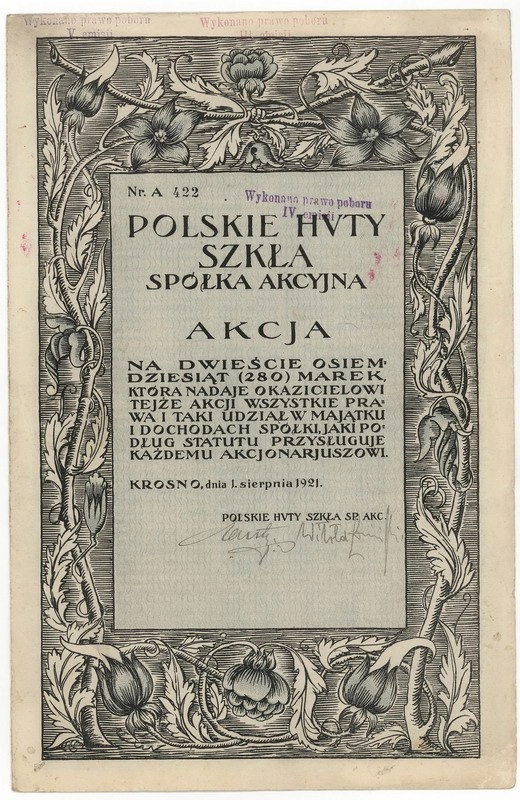 Wykonano prawo poboru
V. emisji
Wykonano prawo poboru
Nr. A 422
Wykonano prawo poboru
IV. emisji
POLSKIE HVTY
SZKŁA
SPÓŁKA AKCYJNA
AKCJA
NA DWIEŚCIE OSIEM-
DZIESIĄT (280) MAREK,
KTÓRA NADAJE OKAZICIELOWI
TEJŻE AKCJI WSZYSTKIE PRA-
WA I TAKI UDZIAŁ W MAJĄTKU
I DOCHODACH SPÓŁKI, JAKI PO-
DŁUG STATUTU PRZYSŁUGUJE
KAŻDEMU AKCJONARJUSZOWI.
KROSNO, dnia 1. sierpnia 1921.
POLSKIE HVTY SZKŁA SP. AKC.